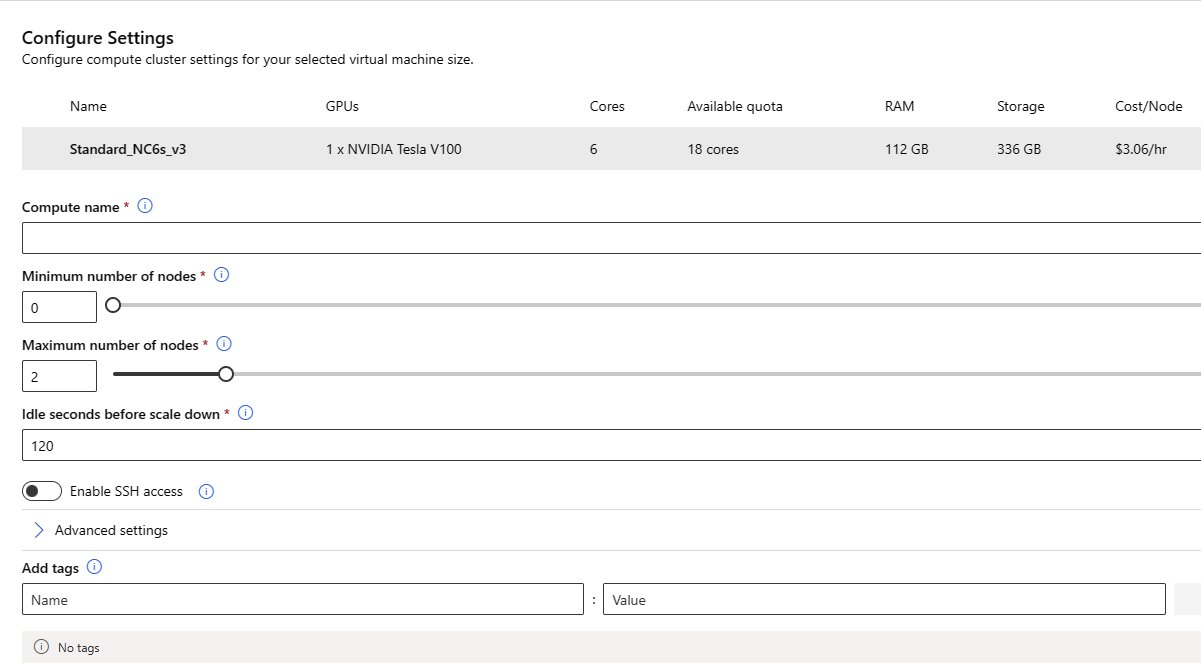 Configure Settings
Configure compute cluster settings for your selected virtual machine size.
Name GPUs Cores Available quota RAM Storage Cost/Node
Standard_NC6s_v3 1 x NVIDIA Tesla V100 6 18 cores 112 GB 336 GB $3.06/hr
Compute name *
Minimum number of nodes *
0
Maximum number of nodes *
2
Idle seconds before scale down *
120
Enable SSH access
Advanced settings
Add tags
Name : Value
No tags